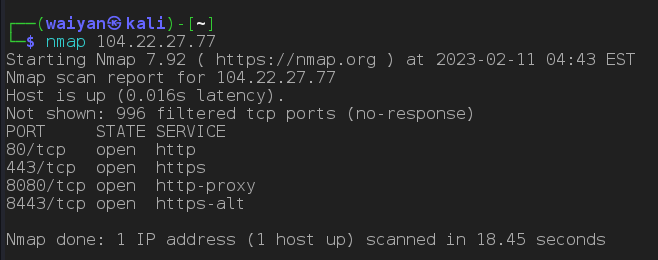 ┌──(waiyan㉿kali)-[~]
└─$ nmap 104.22.27.77
Starting Nmap 7.92 ( https://nmap.org ) at 2023-02-11 04:43 EST
Nmap scan report for 104.22.27.77
Host is up (0.016s latency).
Not shown: 996 filtered tcp ports (no-response)
PORT     STATE SERVICE
80/tcp   open  http
443/tcp  open  https
8080/tcp open  http-proxy
8443/tcp open  https-alt

Nmap done: 1 IP address (1 host up) scanned in 18.45 seconds